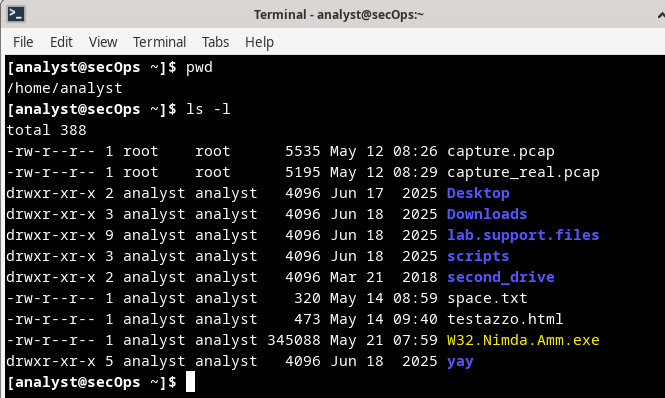 Terminal - analyst@secOps:~
File Edit View Terminal Tabs Help
[analyst@secOps ~]$ pwd
/home/analyst
[analyst@secOps ~]$ ls -l
total 388
-rw-r--r-- 1 root    root      5535 May 12 08:26 capture.pcap
-rw-r--r-- 1 root    root      5195 May 12 08:29 capture_real.pcap
drwxr-xr-x 2 analyst analyst   4096 Jun 17  2025 Desktop
drwxr-xr-x 3 analyst analyst   4096 Jun 18  2025 Downloads
drwxr-xr-x 9 analyst analyst   4096 Jun 18  2025 lab.support.files
drwxr-xr-x 3 analyst analyst   4096 Jun 18  2025 scripts
drwxr-xr-x 2 analyst analyst   4096 Mar 21  2018 second_drive
-rw-r--r-- 1 analyst analyst    320 May 14 08:59 space.txt
-rw-r--r-- 1 analyst analyst    473 May 14 09:40 testazzo.html
-rw-r--r-- 1 analyst analyst 345088 May 21 07:59 W32.Nimda.Amm.exe
drwxr-xr-x 5 analyst analyst   4096 Jun 18  2025 yay
[analyst@secOps ~]$